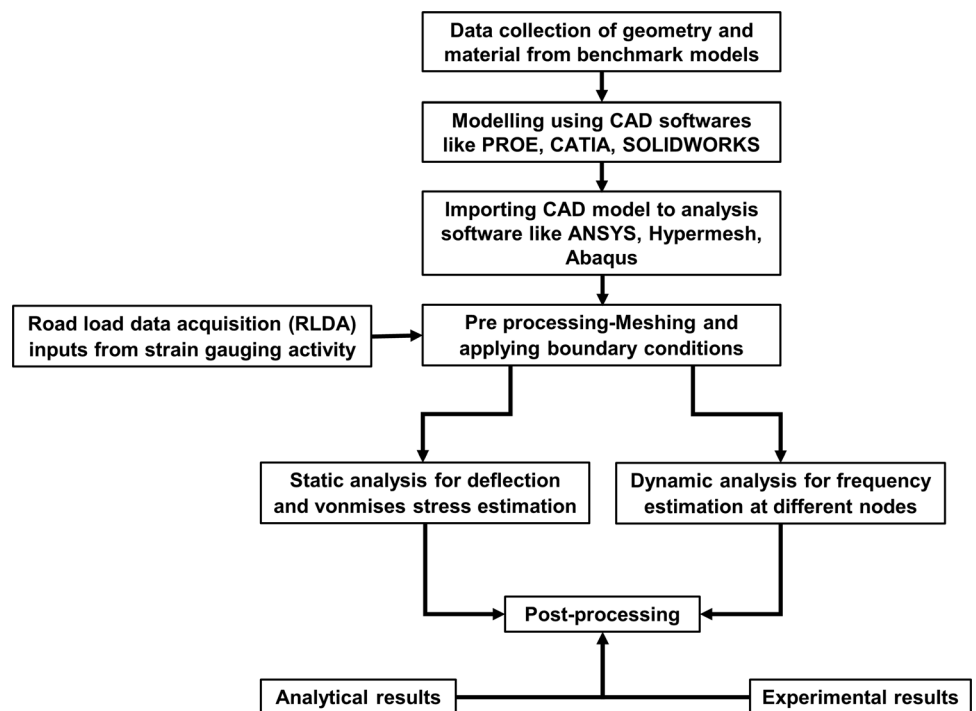 Data collection of geometry and
material from benchmark models
Modelling using CAD softwares
like PROE, CATIA, SOLIDWORKS
Importing CAD model to analysis
software like ANSYS, Hypermesh,
Abaqus
Road load data acquisition (RLDA)
inputs from strain gauging activity
Pre processing-Meshing and
applying boundary conditions
Static analysis for deflection
and vonmises stress estimation
Dynamic analysis for frequency
estimation at different nodes
Post-processing
Analytical results
Experimental results